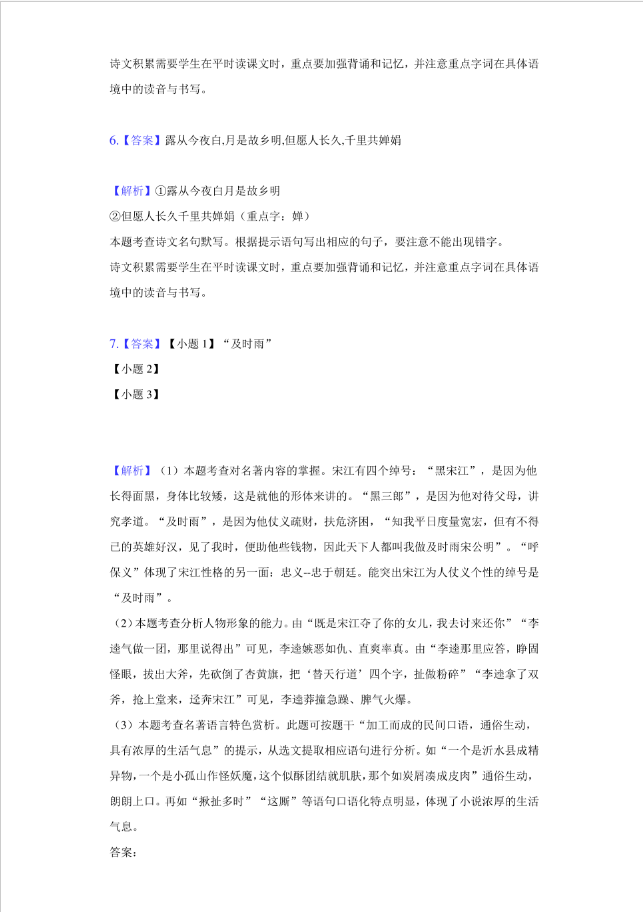 诗文积累需要学生在平时读课文时，重点要加强背诵和记忆，并注意重点字词在具体语
境中的读音与书写。
6.【答案】露从今夜白,月是故乡明,但愿人长久,千里共婵娟
【解析】①露从今夜白月是故乡明
②但愿人长久千里共婵娟（重点字：婵）
本题考查诗文名句默写。根据提示语句写出相应的句子，要注意不能出现错字。
诗文积累需要学生在平时读课文时，重点要加强背诵和记忆，并注意重点字词在具体语
境中的读音与书写。
7.【答案】【小题1】“及时雨”
【小题2】
【小题3】
【解析】（1）本题考查对名著内容的掌握。宋江有四个绰号：“黑宋江”，是因为他
长得面黑，身体比较矮，这是就他的形体来讲的。“黑三郎”，是因为他对待父母，讲
究孝道。“及时雨”，是因为他仗义疏财，扶危济困，“知我平日度量宽宏，但有不得
已的英雄好汉，见了我时，便助他些钱物，因此天下人都叫我做及时雨宋公明”。“呼
保义”体现了宋江性格的另一面：忠义--忠于朝廷。能突出宋江为人仗义个性的绰号是
“及时雨”。
（2）本题考查分析人物形象的能力。由“既是宋江夺了你的女儿，我去讨来还你”“李
逵气做一团，那里说得出”可见，李逵嫉恶如仇、直爽率真。由“李逵那里应答，睁圆
怪眼，拔出大斧，先砍倒了杏黄旗，把‘替天行道’四个字，扯做粉碎”“李逵拿了双
斧，抢上堂来，迳奔宋江”可见，李逵莽撞急躁、脾气火爆。
（3）本题考查名著语言特色赏析。此题可按题干“加工而成的民间口语，通俗生动，
具有浓厚的生活气息”的提示，从选文提取相应语句进行分析。如“一个是沂水县成精
异物,一个是小孤山作怪妖魔,这个似酥团结就肌肤,那个如炭屑凑成皮肉”通俗生动，
朗朗上口。再如“揪扯多时”“这厮”等语句口语化特点明显，体现了小说浓厚的生活
气息。
答案：